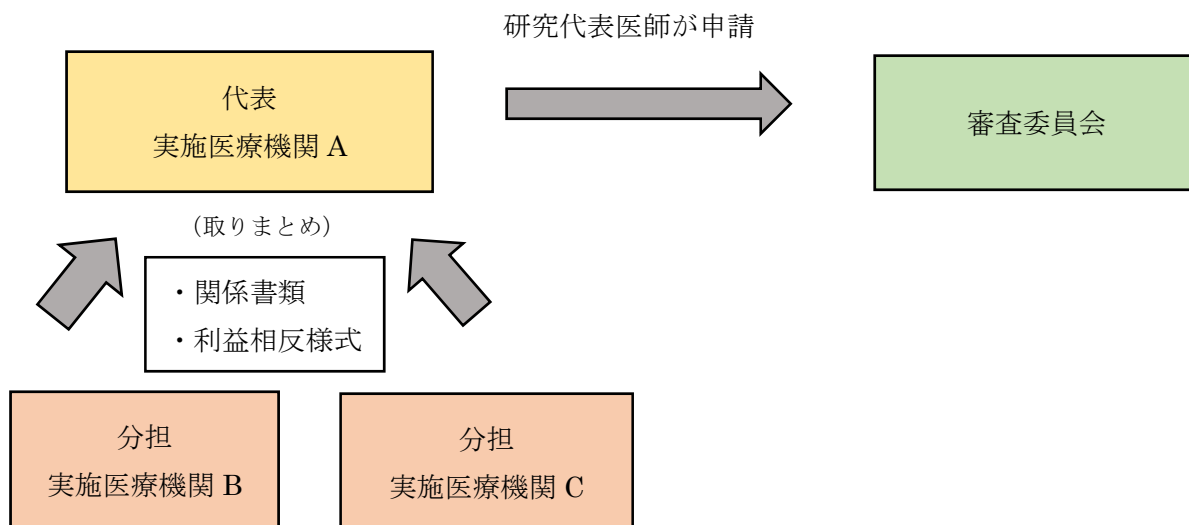 研究代表医師が申請
代表
実施医療機関 A
審査委員会
（取りまとめ）
・関係書類
・利益相反様式
分担
実施医療機関 B
分担
実施医療機関 C